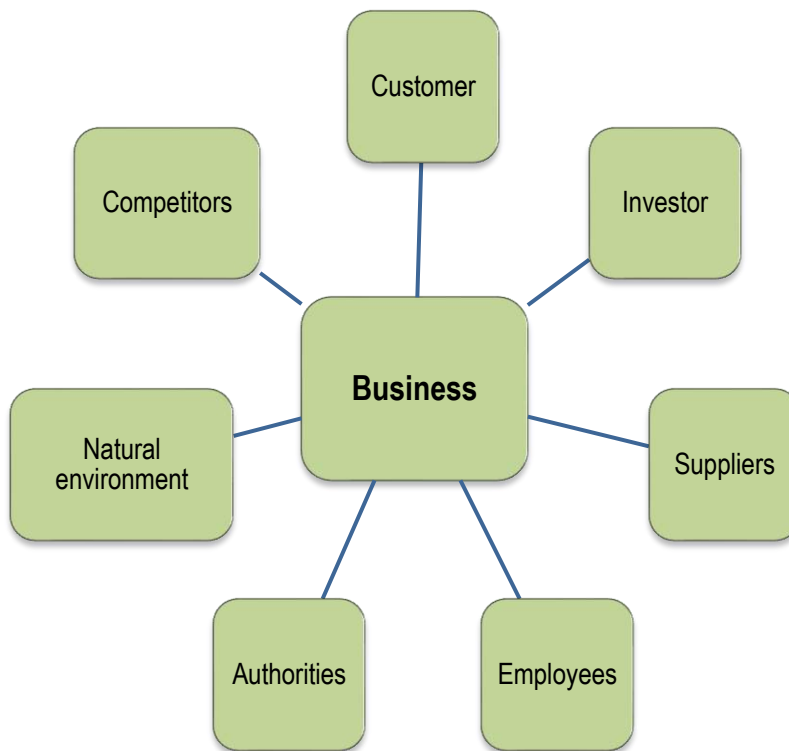 Customer
Competitors
Investor
Business
Natural
environment
Suppliers
Authorities
Employees